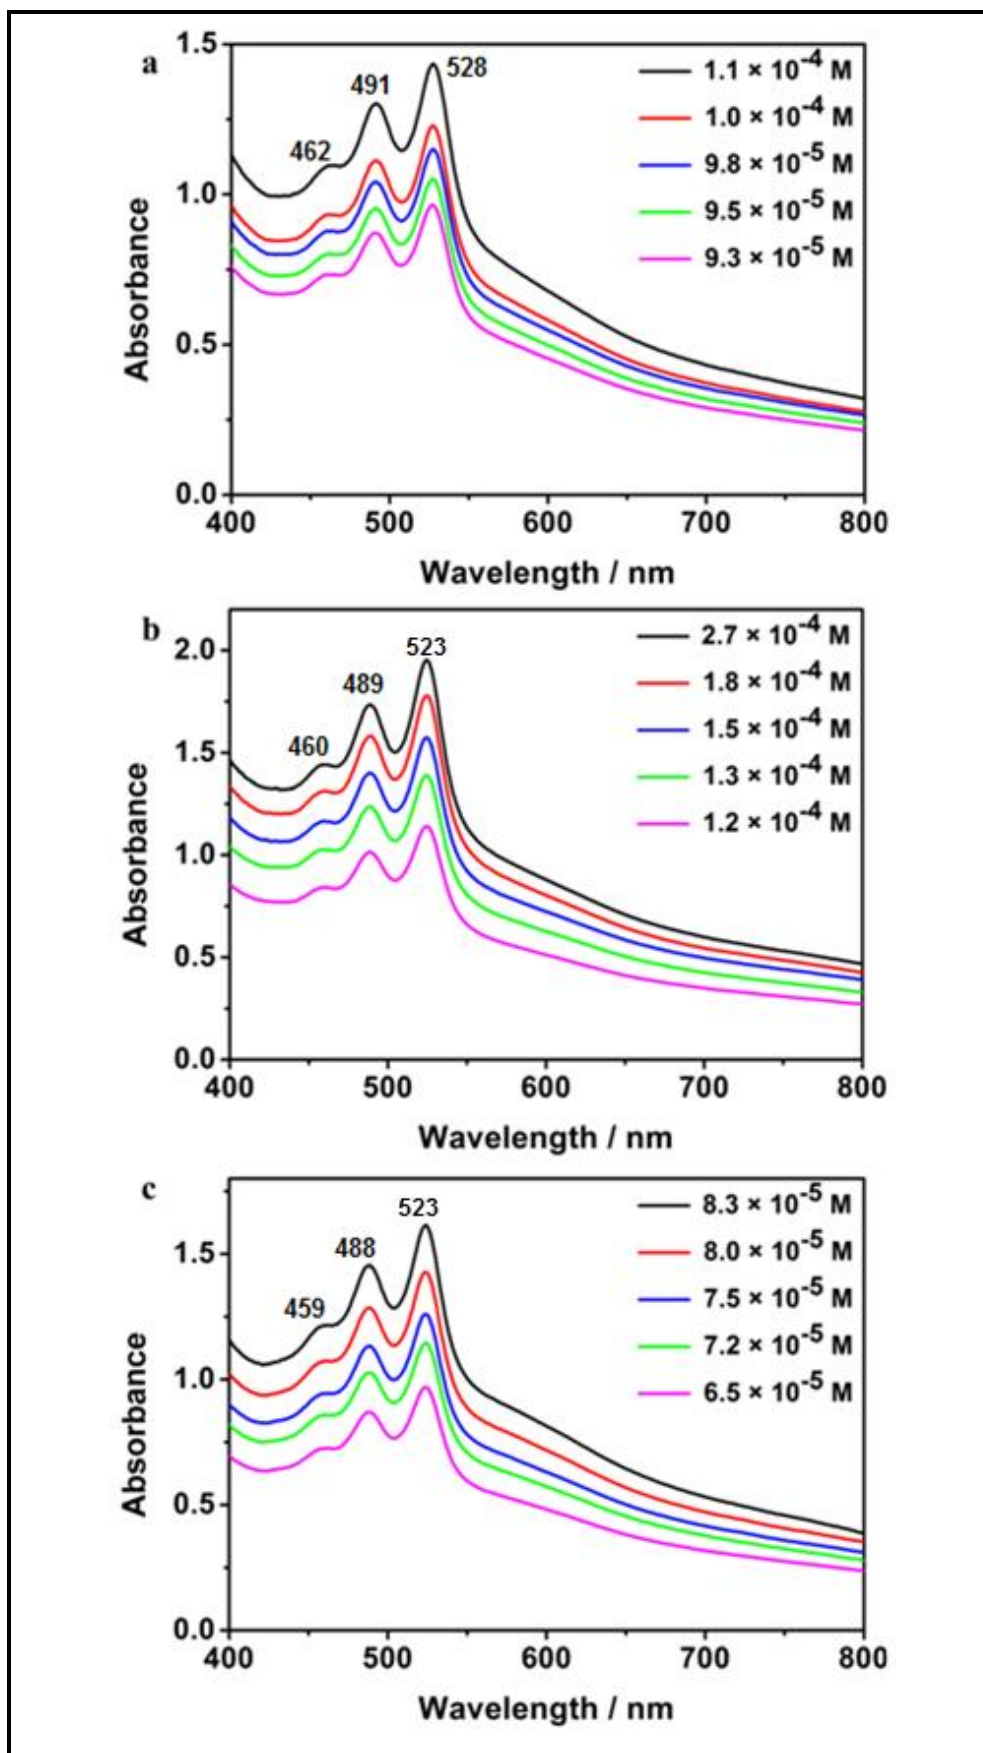 a
1.5
1.0
0.5
0.0
Absorbance
462
491
528
1.1 × 10⁻⁴ M
1.0 × 10⁻⁴ M
9.8 × 10⁻⁵ M
9.5 × 10⁻⁵ M
9.3 × 10⁻⁵ M
400 500 600 700 800
Wavelength / nm
b
2.0
1.5
1.0
0.5
0.0
Absorbance
460
489
523
2.7 × 10⁻⁴ M
1.8 × 10⁻⁴ M
1.5 × 10⁻⁴ M
1.3 × 10⁻⁴ M
1.2 × 10⁻⁴ M
400 500 600 700 800
Wavelength / nm
c
1.5
1.0
0.5
0.0
Absorbance
459
488
523
8.3 × 10⁻⁵ M
8.0 × 10⁻⁵ M
7.5 × 10⁻⁵ M
7.2 × 10⁻⁵ M
6.5 × 10⁻⁵ M
400 500 600 700 800
Wavelength / nm